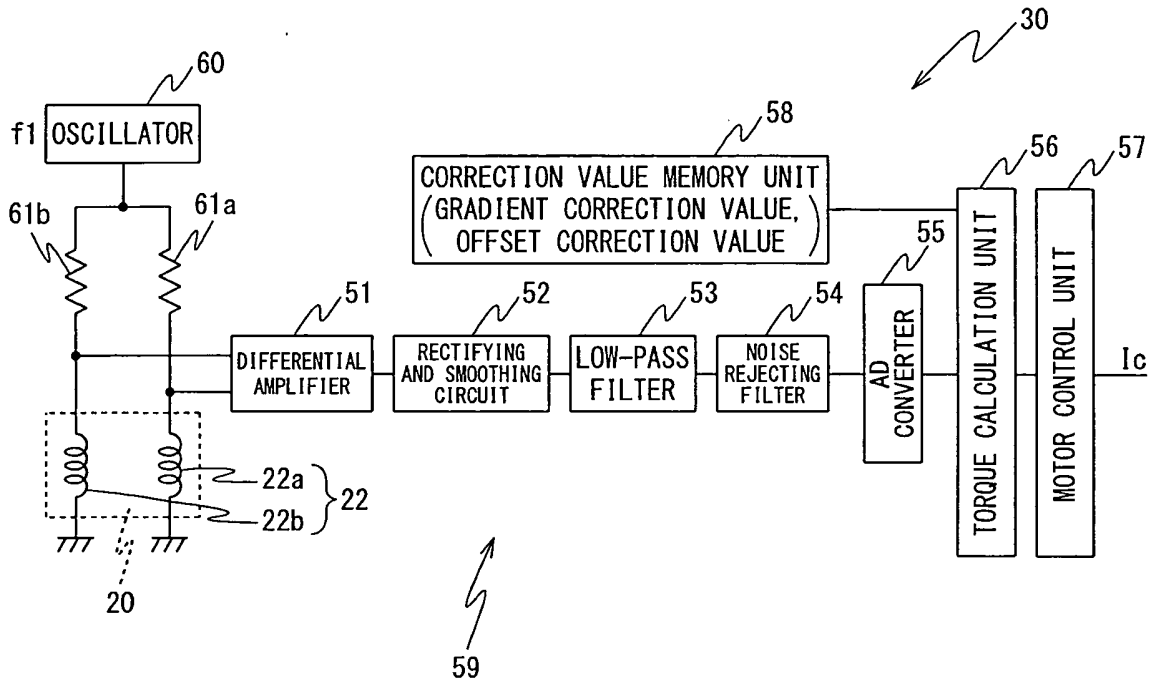 30
60
f1 OSCILLATOR
58
CORRECTION VALUE MEMORY UNIT
(GRADIENT CORRECTION VALUE,
OFFSET CORRECTION VALUE)
56
57
61b
61a
55
51
52
53
54
DIFFERENTIAL
AMPLIFIER
RECTIFYING
AND SMOOTHING
CIRCUIT
LOW-PASS
FILTER
NOISE
REJECTING
FILTER
AD
CONVERTER
TORQUE CALCULATION UNIT
MOTOR CONTROL UNIT
Ic
22a
22b
22
20
59